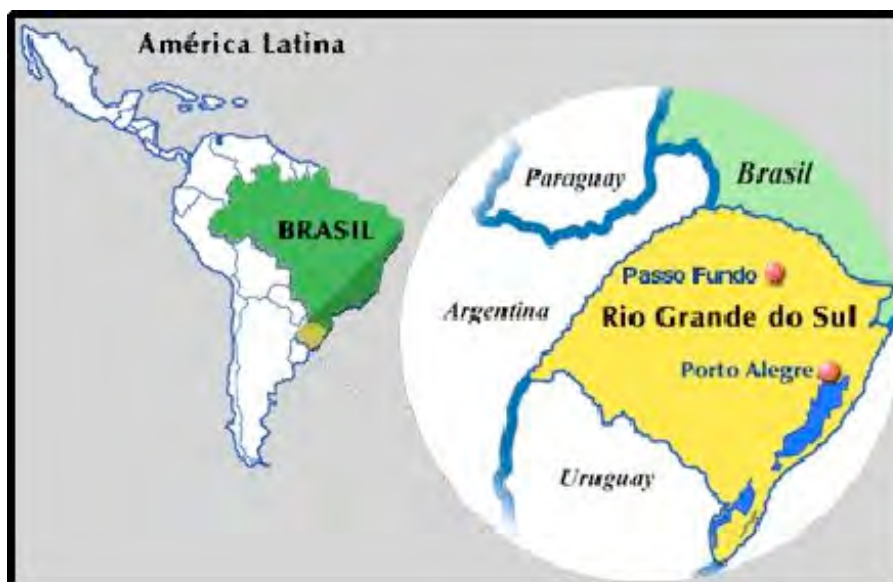 América Latina
BRASIL
Paraguay
Brasil
Passo Fundo
Argentina
Rio Grande do Sul
Porto Alegre
Uruguay